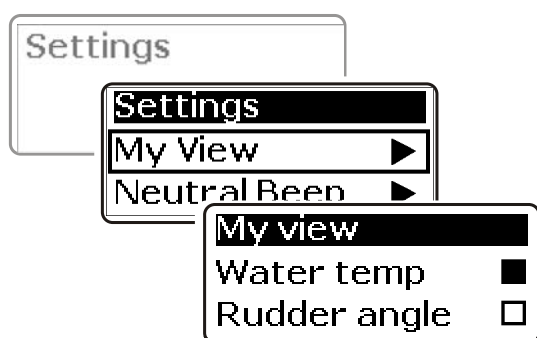 Settings
Settings
My View
Neutral Beep
My view
Water temp
Rudder angle